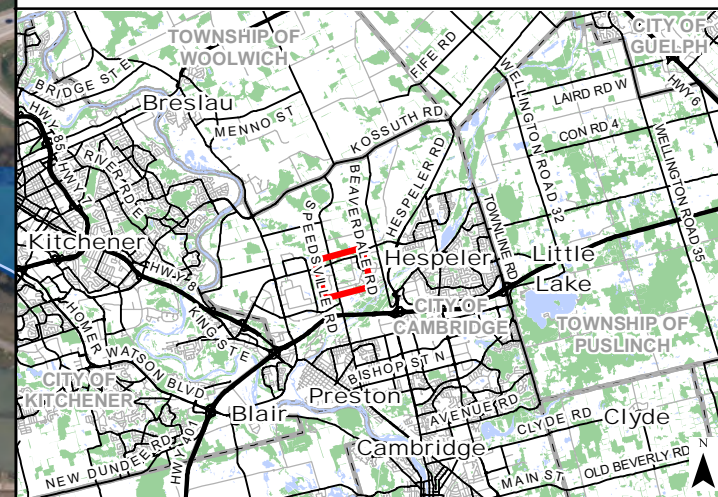 TOWNSHIP OF
WOOLWICH
CITY OF
GUELPH
FIFE RD
BRIDGE ST E
WELLINGTON ROAD 32
HWY 6
LAIRD RD W
Breslau
HWY 85
HWY 7
MENNO ST
KOSSUTH RD
CON RD 4
WELLINGTON ROAD 35
RIVER RD E
BEAVERDALE RD
HESPELER RD
SPEEDSVILLE RD
TOWNLINE RD
Kitchener
HWY 8
Hespeler
Little
Lake
CITY OF
CAMBRIDGE
TOWNSHIP OF
PUSLINCH
HOMER WATSON BLVD
KING ST E
BISHOP ST N
CITY OF
KITCHENER
Preston
Blair
AVENUE RD
CLYDE RD
Clyde
NEW DUNDEE RD
HWY 401
Cambridge
MAIN ST
OLD BEVERLY RD
N